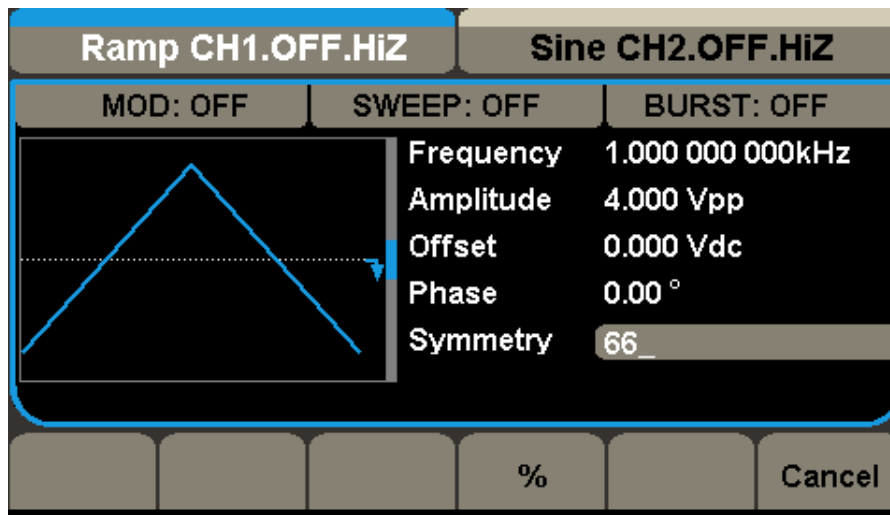 Ramp CH1.OFF.HiZ
Sine CH2.OFF.HiZ
MOD: OFF
SWEEP: OFF
BURST: OFF
Frequency 1.000 000 000kHz
Amplitude 4.000 Vpp
Offset 0.000 Vdc
Phase 0.00 °
Symmetry 66_
%
Cancel